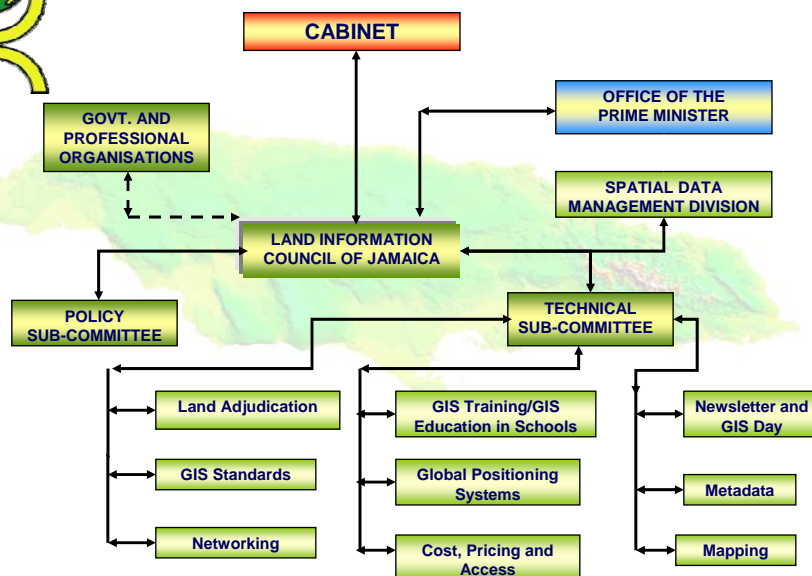 CABINET
OFFICE OF THE
PRIME MINISTER
GOVT. AND
PROFESSIONAL
ORGANISATIONS
SPATIAL DATA
MANAGEMENT DIVISION
LAND INFORMATION
COUNCIL OF JAMAICA
POLICY
SUB-COMMITTEE
TECHNICAL
SUB-COMMITTEE
Land Adjudication
GIS Standards
Networking
GIS Training/GIS
Education in Schools
Global Positioning
Systems
Cost, Pricing and
Access
Newsletter and
GIS Day
Metadata
Mapping